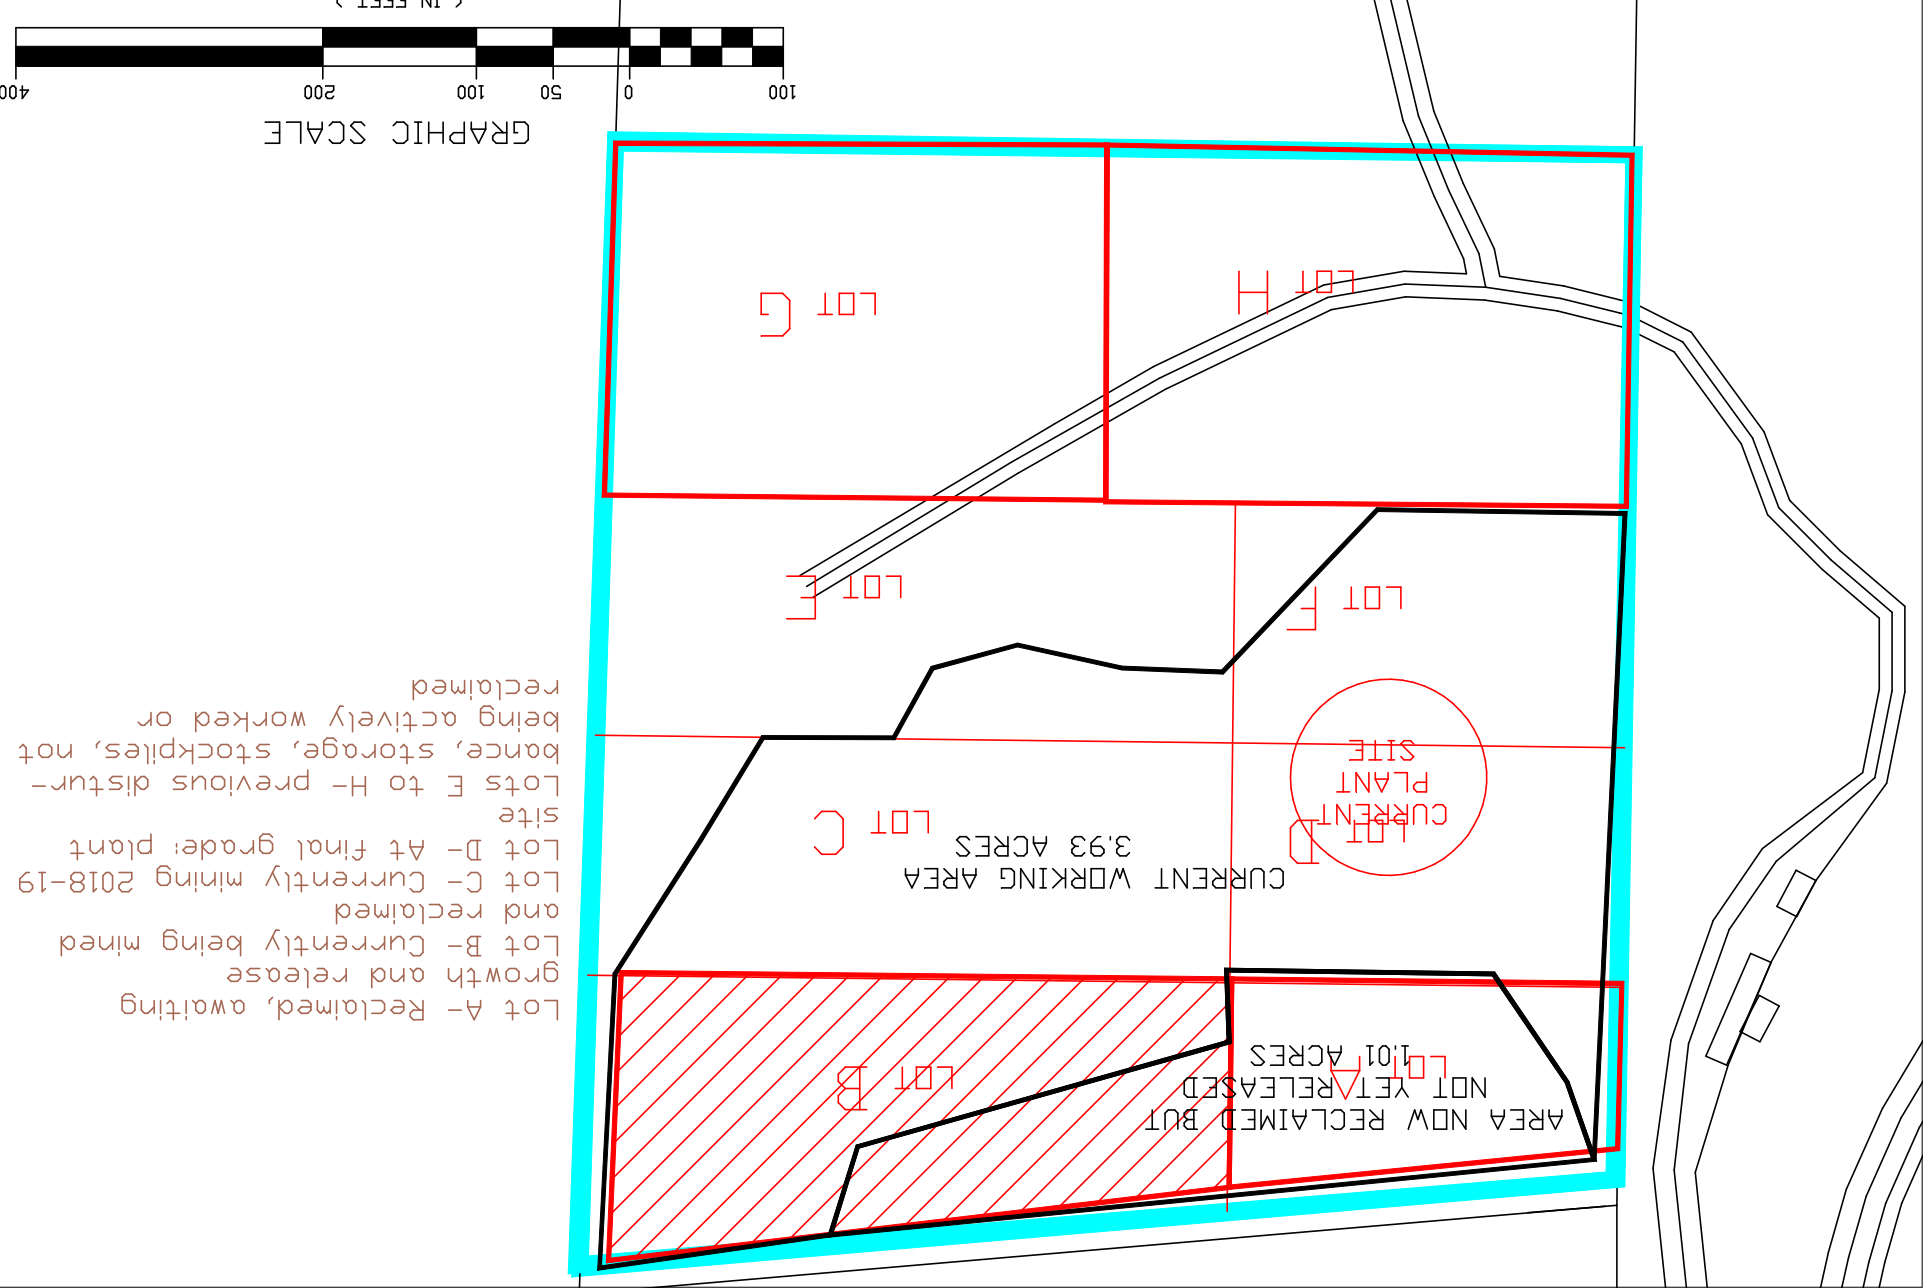 AREA NOW RECLAIMED BUT
NOT YET RELEASED
1.01 ACRES
LOT A
LOT B
Lot A- Reclaimed, awaiting
growth and release
Lot B- Currently being mined
and reclaimed
Lot C- Currently mining 2018-19
Lot D- At final grade: plant
site
Lots E to H- previous distur-
bance, storage, stockpiles, not
being actively worked or
reclaimed
CURRENT WORKING AREA
3.93 ACRES
LOT D
CURRENT
PLANT
SITE
LOT C
LOT F
LOT E
LOT H
LOT G
GRAPHIC SCALE
100 0 50 100 200 400
( IN FEET )